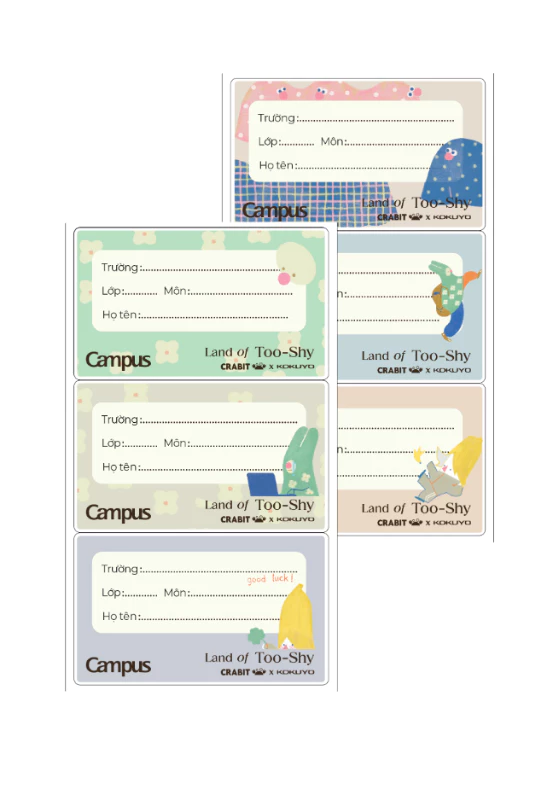 Trường:
Lớp: Môn:
Họ tên:
Campus
Land of Too-Shy
CRABIT X KOKUYO
Trường:
Lớp: Môn:
Họ tên:
Campus
Land of Too-Shy
CRABIT X KOKUYO
n:
Land of Too-Shy
CRABIT X KOKUYO
Trường:
Lớp: Môn:
Họ tên:
Campus
Land of Too-Shy
CRABIT X KOKUYO
n:
Land of Too-Shy
CRABIT X KOKUYO
Trường:
good luck!
Lớp: Môn:
Họ tên:
Campus
Land of Too-Shy
CRABIT X KOKUYO